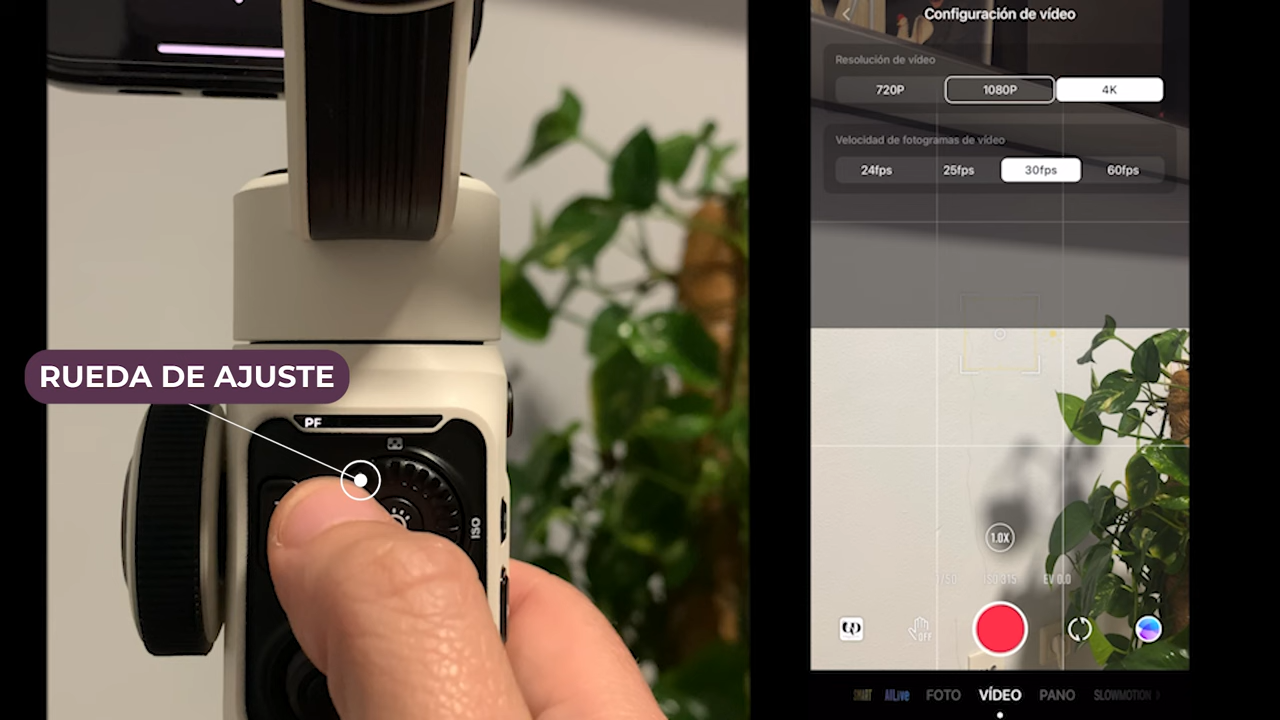 RUEDA DE AJUSTE
PF
ISO
Configuración de vídeo
Resolución de vídeo
720P 1080P 4K
Velocidad de fotogramas de vídeo
24fps 25fps 30fps 60fps
1.0X
ISO 315 EV 0.0
OFF
SMART AILive FOTO VÍDEO PANO SLOWMOTION